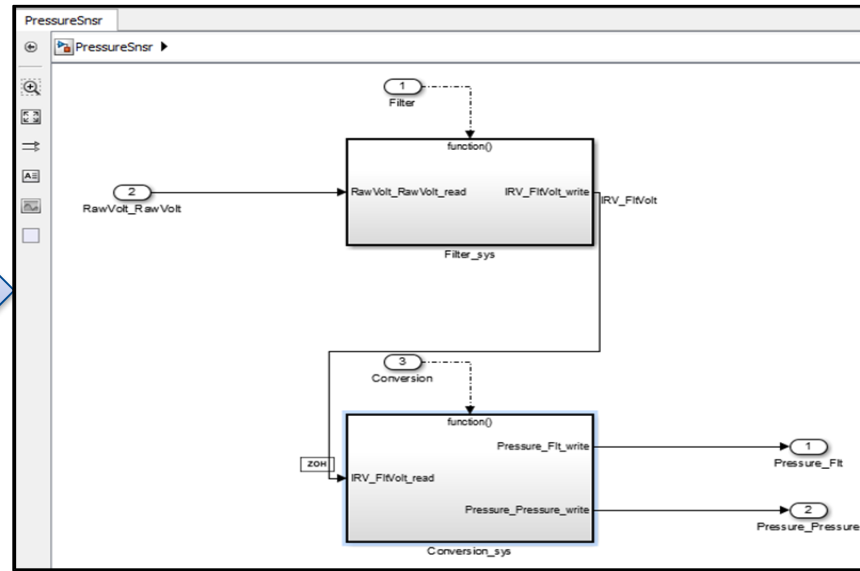 PressureSnsr
PressureSnsr
1
Filter
function()
2
RawVolt_RawVolt
RawVolt_RawVolt_read
IRV_FltVolt_write
IRV_FltVolt
Filter_sys
3
Conversion
function()
Pressure_Flt_write
1
Pressure_Flt
ZOH
IRV_FltVolt_read
Pressure_Pressure_write
2
Pressure_Pressure
Conversion_sys